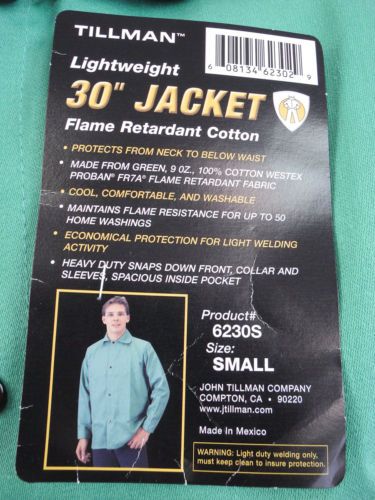 TILLMAN™
Lightweight
30" JACKET
Flame Retardant Cotton
6 08134 62302 9
• PROTECTS FROM NECK TO BELOW WAIST
• MADE FROM GREEN, 9 OZ., 100% COTTON WESTEX
PROBAN® FR7A® FLAME RETARDANT FABRIC
• COOL, COMFORTABLE, AND WASHABLE
• MAINTAINS FLAME RESISTANCE FOR UP TO 50
HOME WASHINGS
• ECONOMICAL PROTECTION FOR LIGHT WELDING
ACTIVITY
• HEAVY DUTY SNAPS DOWN FRONT, COLLAR AND
SLEEVES, SPACIOUS INSIDE POCKET
Product#
6230S
Size:
SMALL
JOHN TILLMAN COMPANY
COMPTON, CA • 90220
www.jtillman.com
Made In Mexico
WARNING: Light duty welding only,
must keep clean to insure protection.